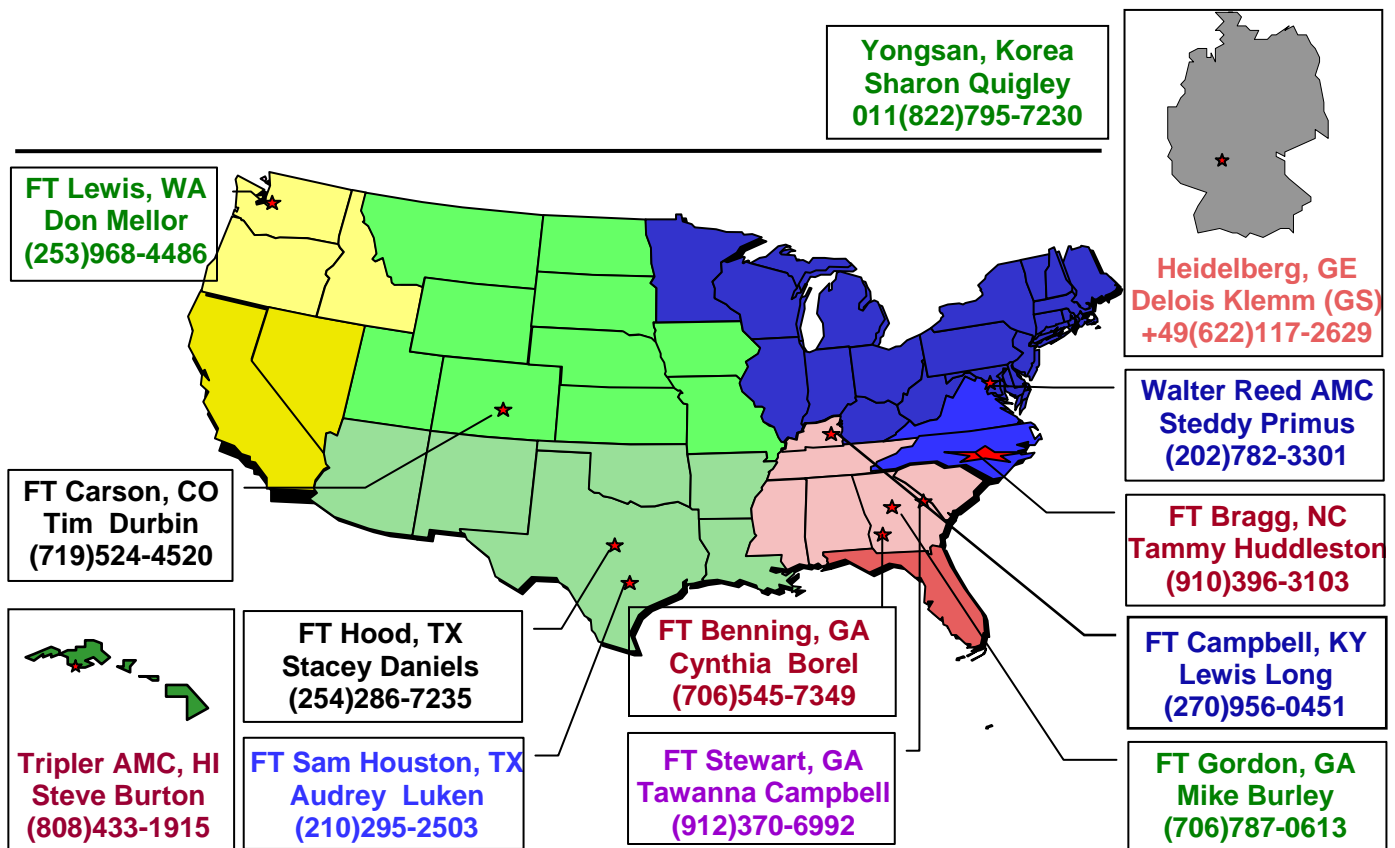 Yongsan, Korea
Sharon Quigley
011(822)795-7230
Heidelberg, GE
Delois Klemm (GS)
+49(622)117-2629
FT Lewis, WA
Don Mellor
(253)968-4486
Walter Reed AMC
Steddy Primus
(202)782-3301
FT Carson, CO
Tim Durbin
(719)524-4520
FT Bragg, NC
Tammy Huddleston
(910)396-3103
FT Hood, TX
Stacey Daniels
(254)286-7235
FT Benning, GA
Cynthia Borel
(706)545-7349
FT Campbell, KY
Lewis Long
(270)956-0451
Tripler AMC, HI
Steve Burton
(808)433-1915
FT Sam Houston, TX
Audrey Luken
(210)295-2503
FT Stewart, GA
Tawanna Campbell
(912)370-6992
FT Gordon, GA
Mike Burley
(706)787-0613